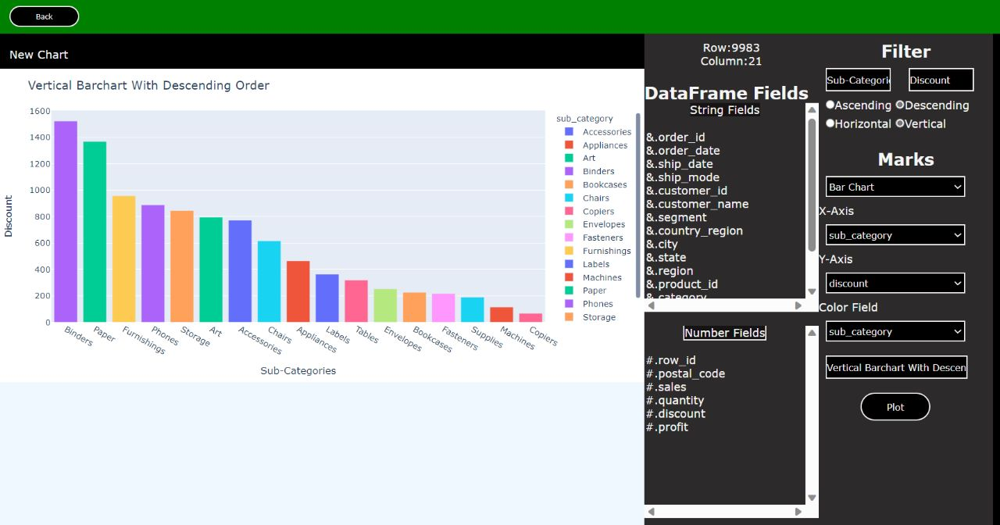 Back
New Chart
Vertical Barchart With Descending Order
1600
1400
1200
1000
800
600
400
200
0
Discount
Binders
Paper
Furnishings
Phones
Storage
Art
Accessories
Chairs
Appliances
Labels
Tables
Envelopes
Bookcases
Fasteners
Supplies
Machines
Copiers
Sub-Categories
sub_category
Accessories
Appliances
Art
Binders
Bookcases
Chairs
Copiers
Envelopes
Fasteners
Furnishings
Labels
Machines
Paper
Phones
Storage
Row:9983
Column:21
DataFrame Fields
String Fields
&.order_id
&.order_date
&.ship_date
&.ship_mode
&.customer_id
&.customer_name
&.segment
&.country_region
&.city
&.state
&.region
&.product_id
&.category
Number Fields
#.row_id
#.postal_code
#.sales
#.quantity
#.discount
#.profit
Filter
Sub-Categori Discount
Ascending Descending
Horizontal Vertical
Marks
Bar Chart
X-Axis
sub_category
Y-Axis
discount
Color Field
sub_category
Vertical Barchart With Descen
Plot